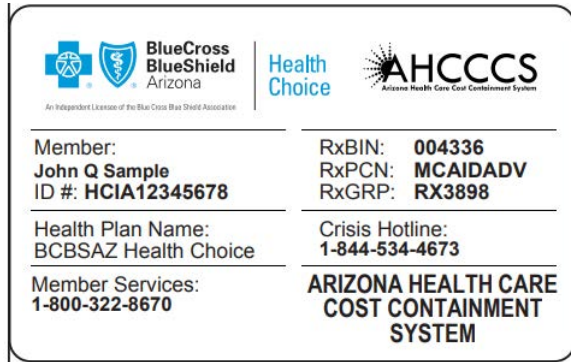 BlueCross
BlueShield
Arizona
An Independent Licensee of the Blue Cross Blue Shield Association
Health
Choice
AHCCCS
Arizona Health Care Cost Containment System
Member:
John Q Sample
ID #: HCIA12345678
RxBIN: 004336
RxPCN: MCAIDADV
RxGRP: RX3898
Health Plan Name:
BCBSAZ Health Choice
Crisis Hotline:
1-844-534-4673
Member Services:
1-800-322-8670
ARIZONA HEALTH CARE
COST CONTAINMENT
SYSTEM